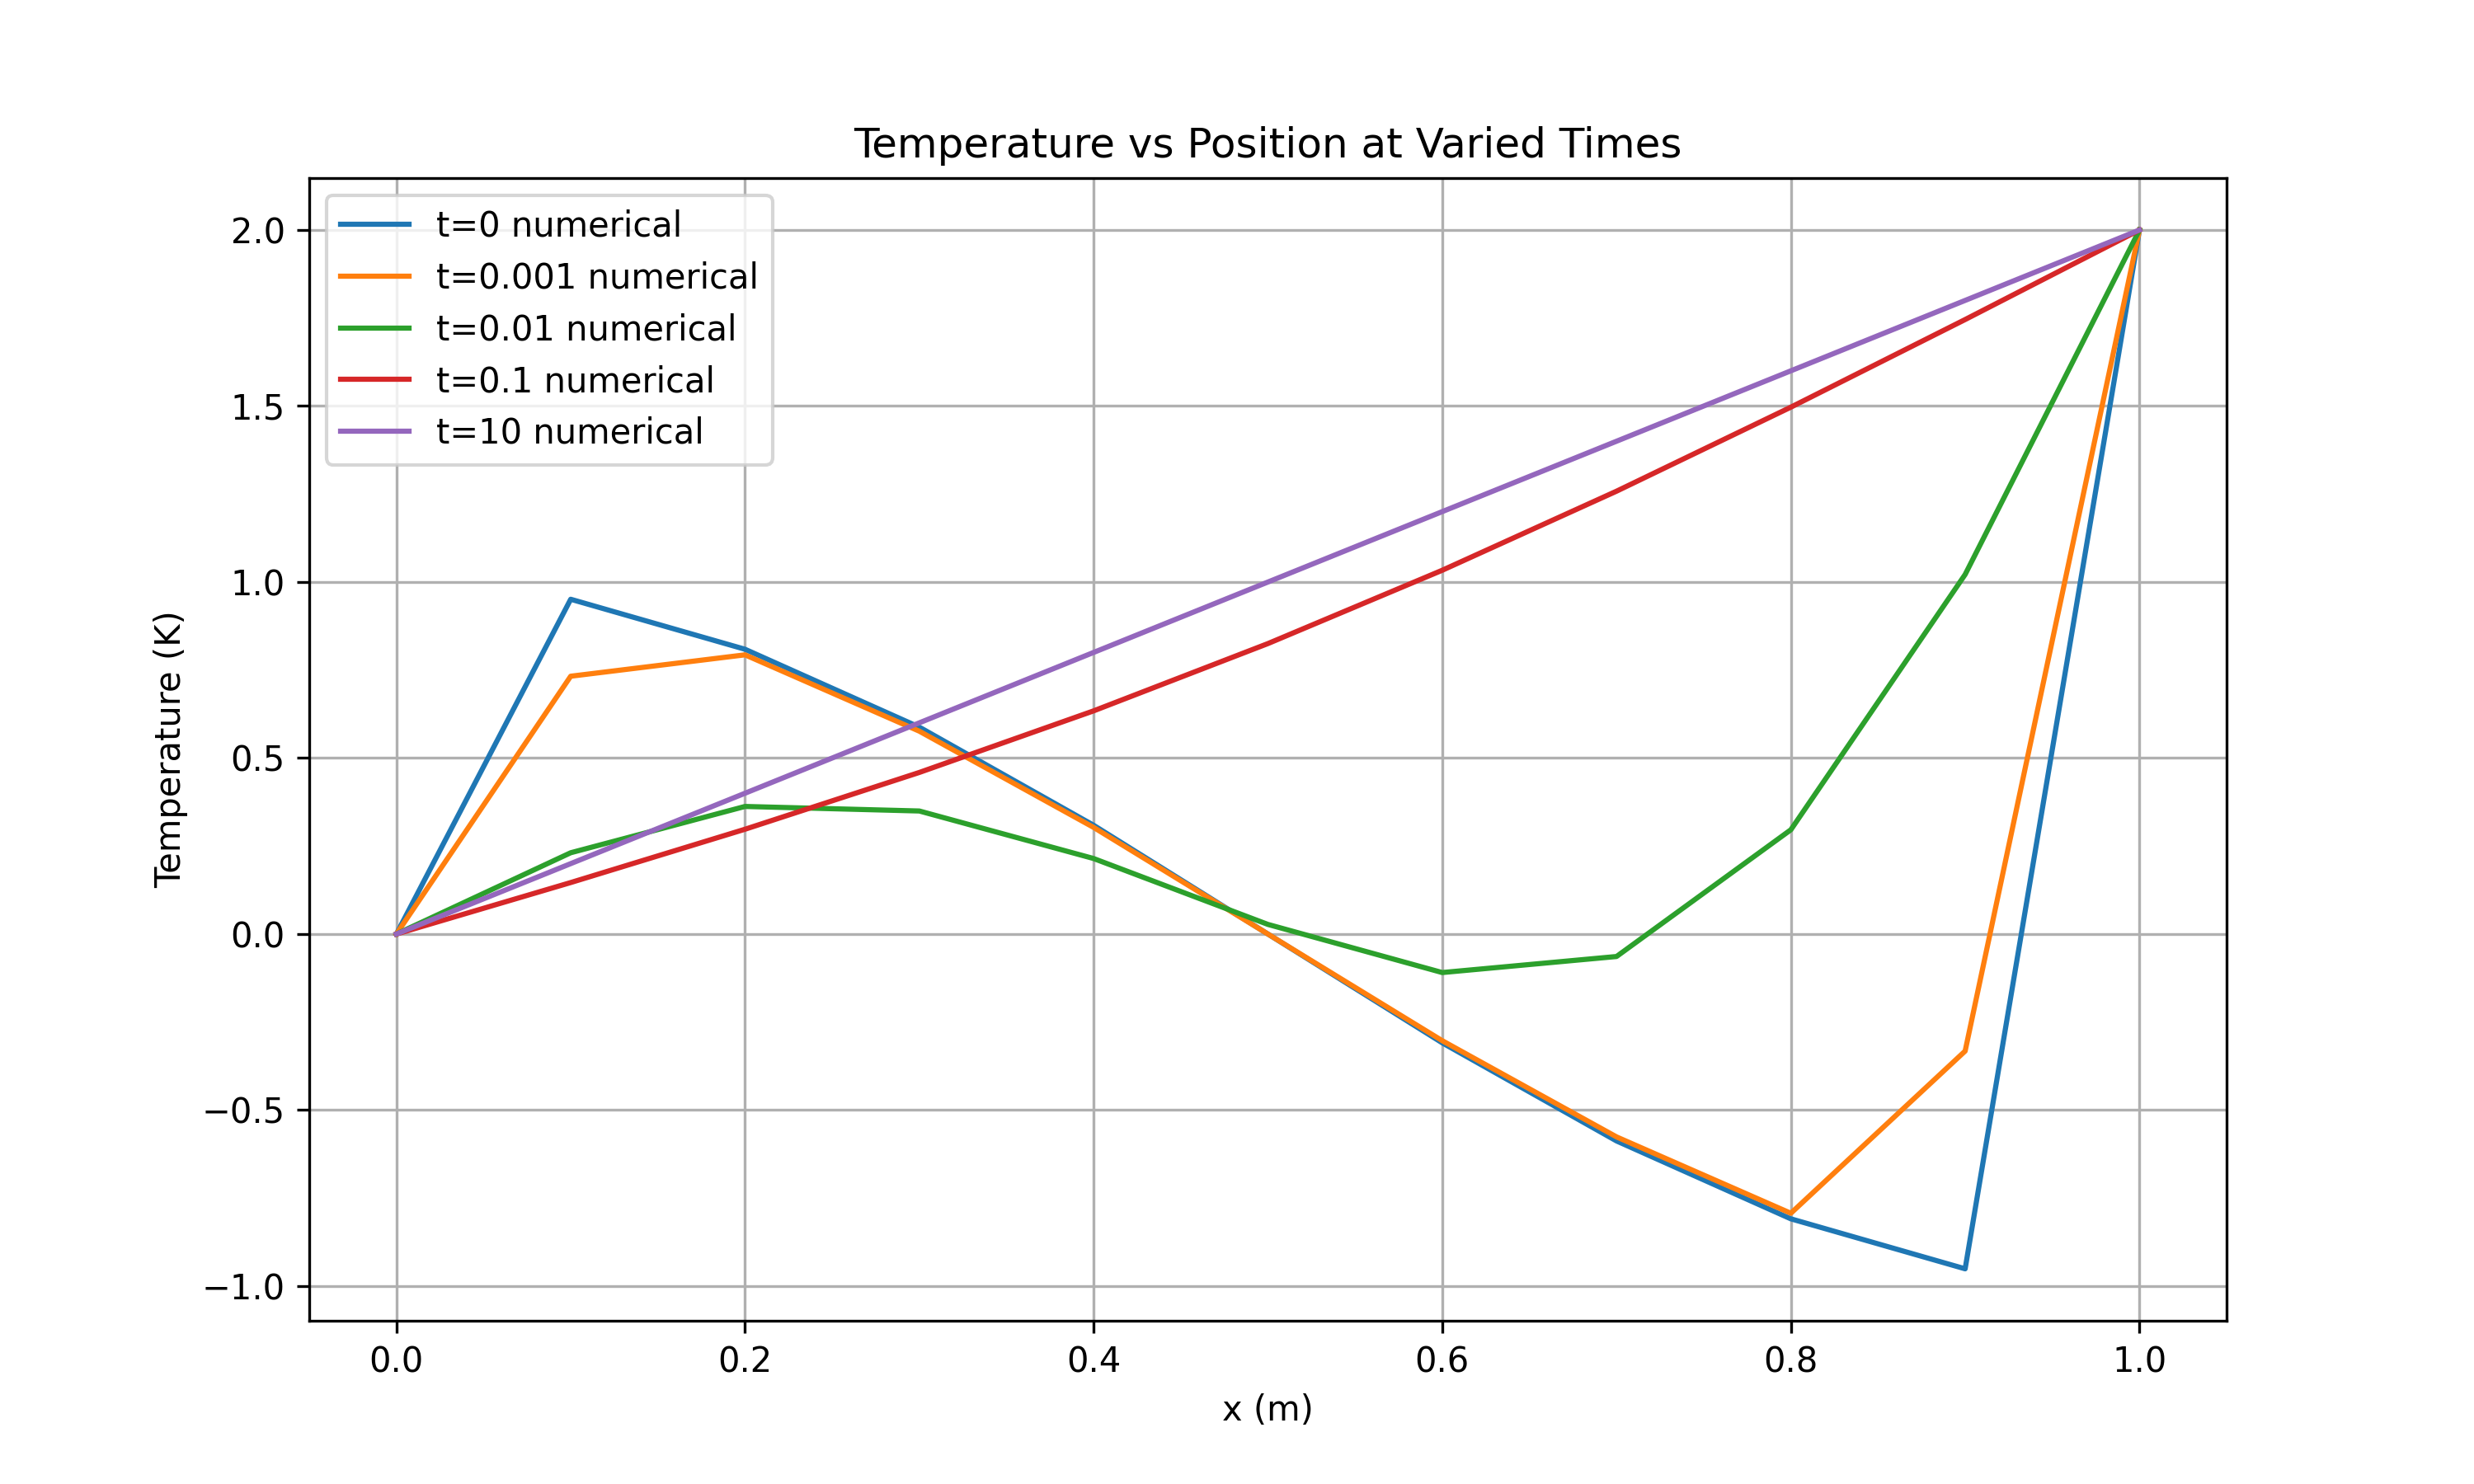 Temperature vs Position at Varied Times
t=0 numerical
t=0.001 numerical
t=0.01 numerical
t=0.1 numerical
t=10 numerical
Temperature (K)
2.0
1.5
1.0
0.5
0.0
−0.5
−1.0
0.0 0.2 0.4 0.6 0.8 1.0
x (m)